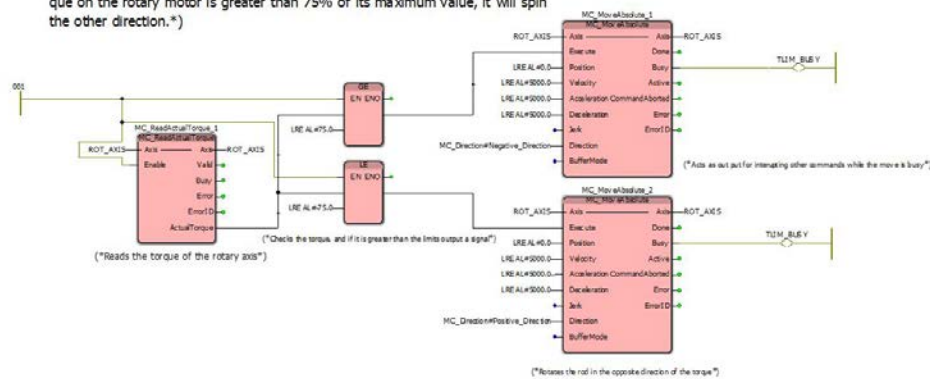 que on the rotary motor is greater than 75% of its maximum value, it will spin
the other direction.*)
MC_MoveAbsolute_1
MC_MoveAbsolute
ROT_AXIS Axis Axis ROT_AXIS
Execute Done
LREAL#0.0 Position Busy TLIM_BUSY
LREAL#5000.0 Velocity Active
LREAL#5000.0 Acceleration CommandAborted
LREAL#5000.0 Deceleration Error
Jerk ErrorID
MC_Direction#Negative_Direction Direction
BufferMode
(*Acts as out put for interupting other commands while the move is busy*)
001
GE
EN ENO
LREAL#75.0
MC_ReadActualTorque_1
MC_ReadActualTorque
ROT_AXIS Axis Axis ROT_AXIS
Enable Valid
Busy
Error
ErrorID
ActualTorque
(*Reads the torque of the rotary axis*)
LE
EN ENO
LREAL#-75.0
(*Checks the torque, and if it is greater than the limits output a signal*)
MC_MoveAbsolute_2
MC_MoveAbsolute
ROT_AXIS Axis Axis ROT_AXIS
Execute Done
LREAL#0.0 Position Busy TLIM_BUSY
LREAL#5000.0 Velocity Active
LREAL#5000.0 Acceleration CommandAborted
LREAL#5000.0 Deceleration Error
Jerk ErrorID
MC_Direction#Positive_Direction Direction
BufferMode
(*Rotates the rod in the opposite direction of the torque*)